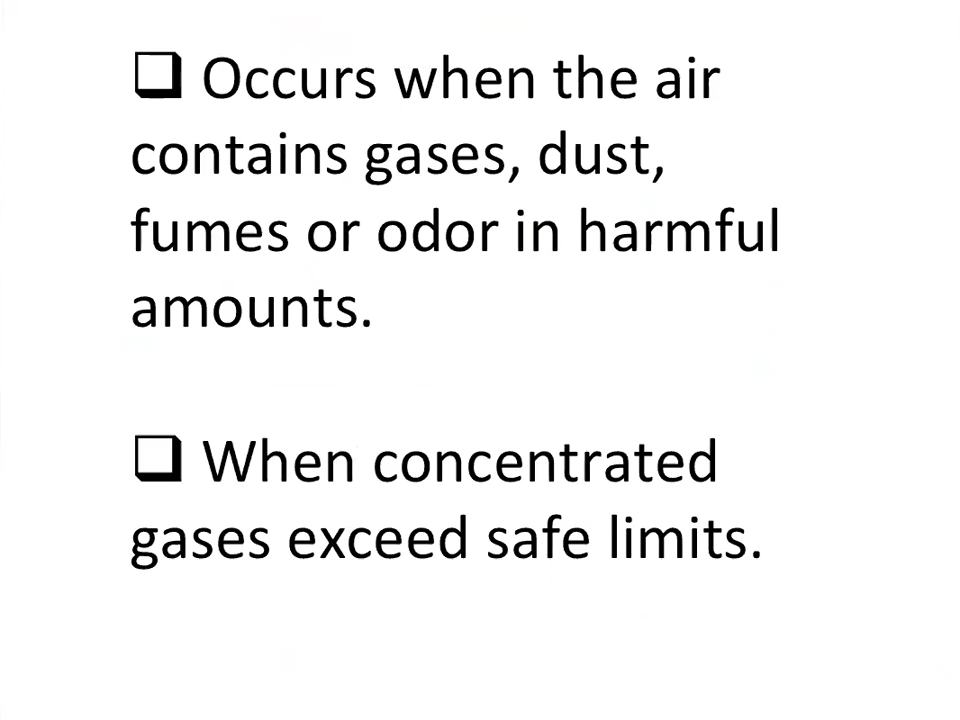 ❑ Occurs when the air
contains gases, dust,
fumes or odor in harmful
amounts.
❑ When concentrated
gases exceed safe limits.